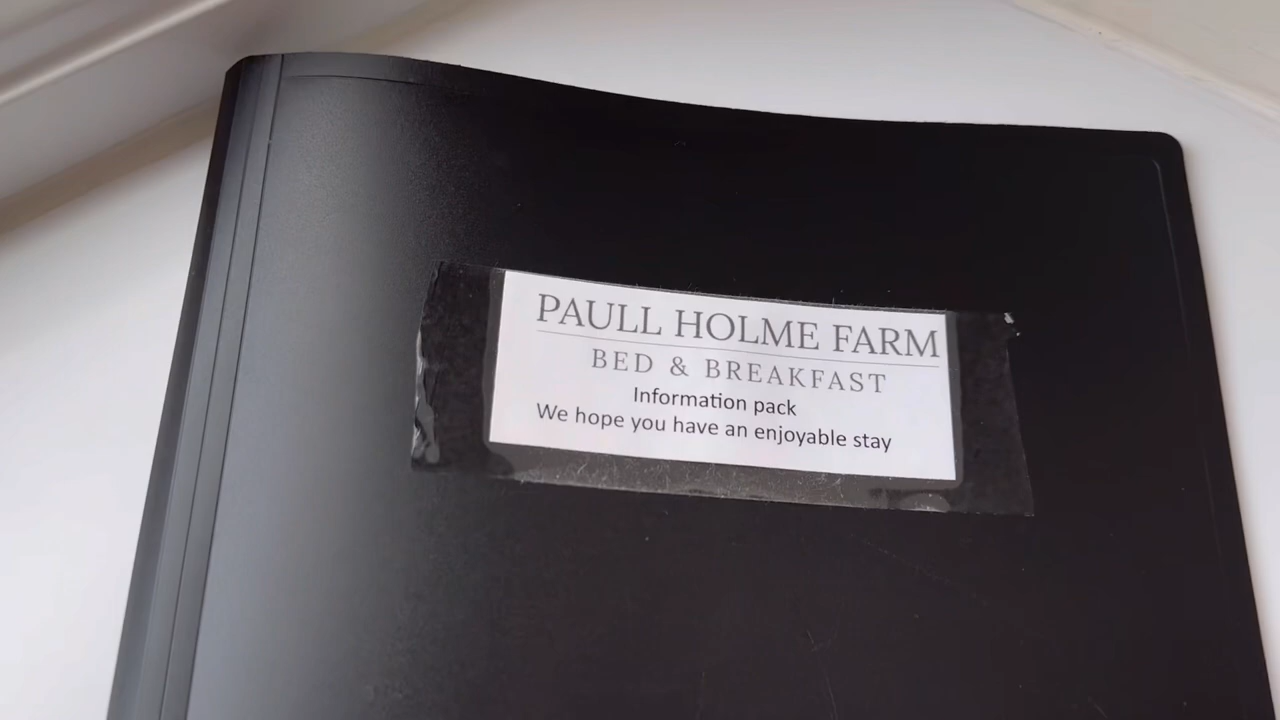 PAULL HOLME FARM
BED & BREAKFAST
Information pack
We hope you have an enjoyable stay